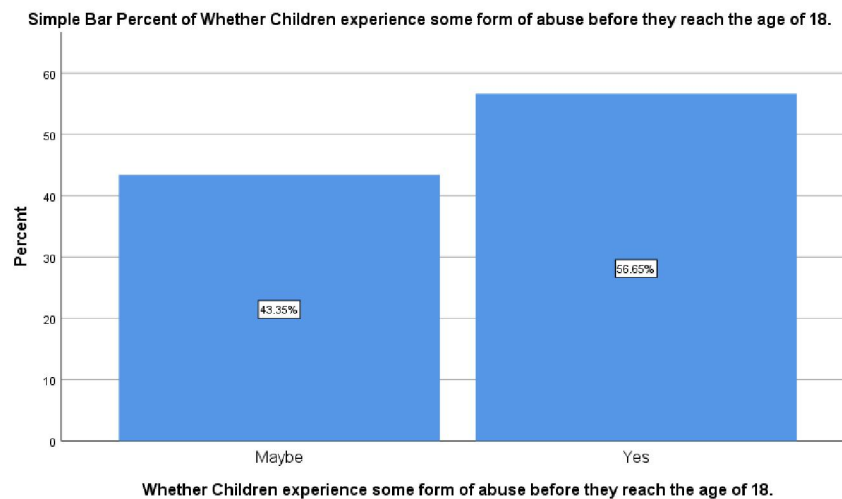 Simple Bar Percent of Whether Children experience some form of abuse before they reach the age of 18.
60
50
40
30
20
10
0
Percent
43.35%
56.65%
Maybe
Yes
Whether Children experience some form of abuse before they reach the age of 18.